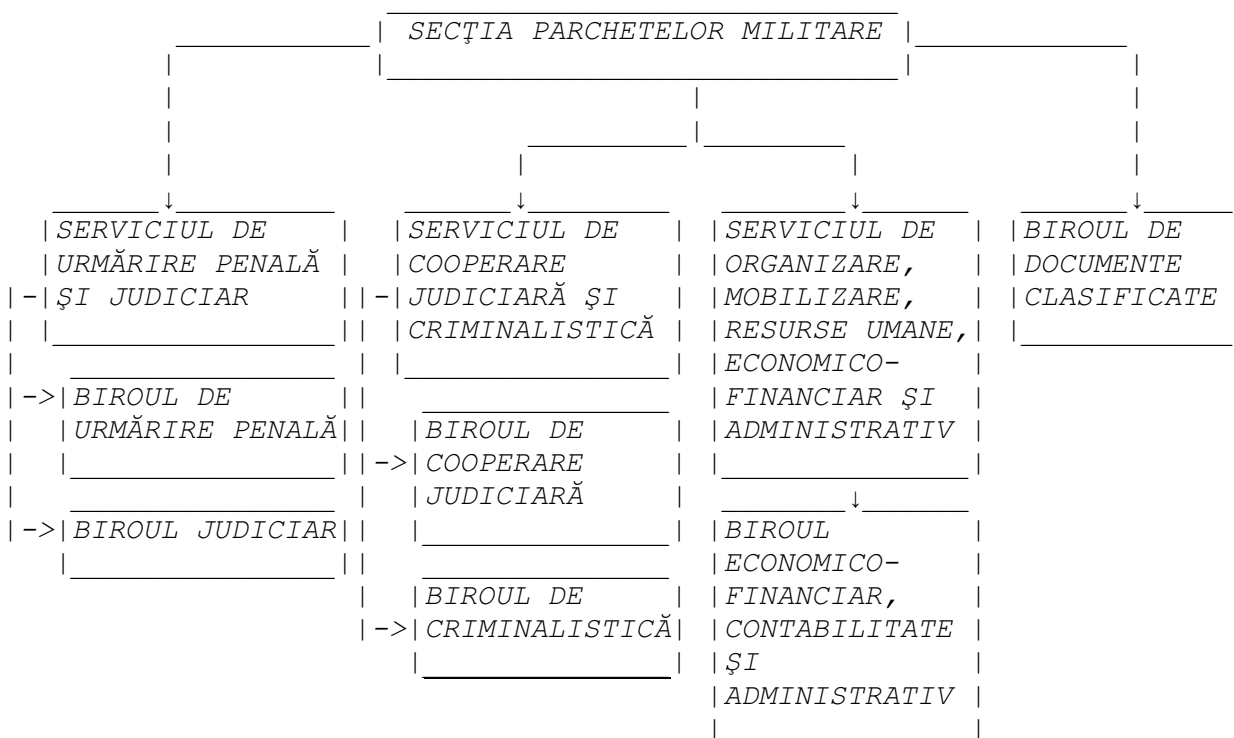 SECŢIA PARCHETELOR MILITARE
SERVICIUL DE
URMĂRIRE PENALĂ
ŞI JUDICIAR
BIROUL DE
URMĂRIRE PENALĂ
BIROUL JUDICIAR
SERVICIUL DE
COOPERARE
JUDICIARĂ ŞI
CRIMINALISTICĂ
BIROUL DE
COOPERARE
JUDICIARĂ
BIROUL DE
CRIMINALISTICĂ
SERVICIUL DE
ORGANIZARE,
MOBILIZARE,
RESURSE UMANE,
ECONOMICO-
FINANCIAR ŞI
ADMINISTRATIV
BIROUL
ECONOMICO-
FINANCIAR,
CONTABILITATE
ŞI
ADMINISTRATIV
BIROUL DE
DOCUMENTE
CLASIFICATE